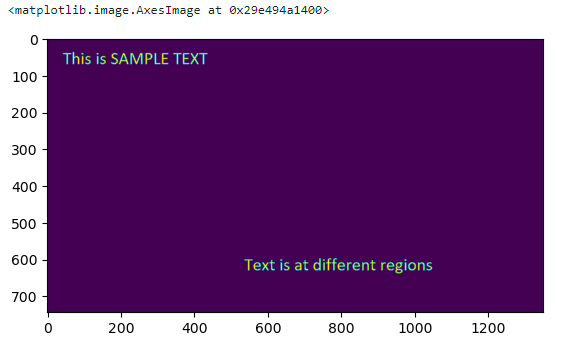 <matplotlib.image.AxesImage at 0x29e494a1400>
0
This is SAMPLE TEXT
100
200
300
400
500
600
Text is at different regions
700
0 200 400 600 800 1000 1200